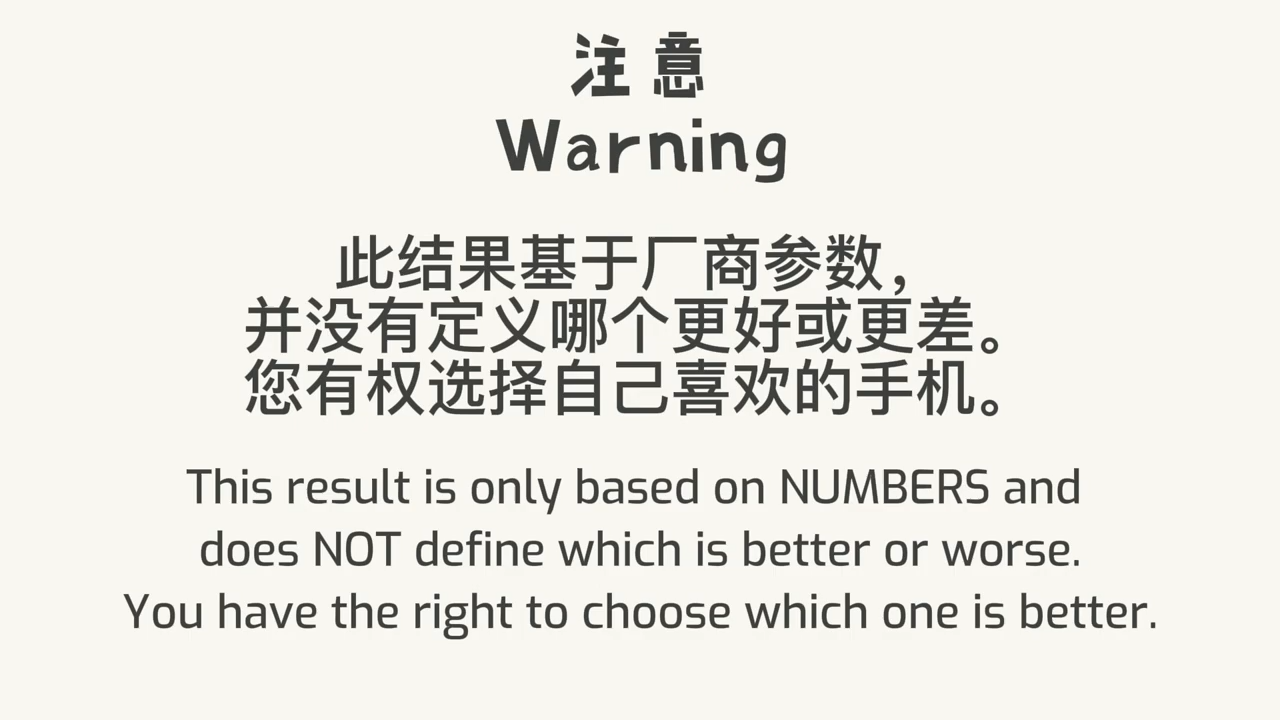 注意
Warning
此结果基于厂商参数，
并没有定义哪个更好或更差。
您有权选择自己喜欢的手机。
This result is only based on NUMBERS and
does NOT define which is better or worse.
You have the right to choose which one is better.